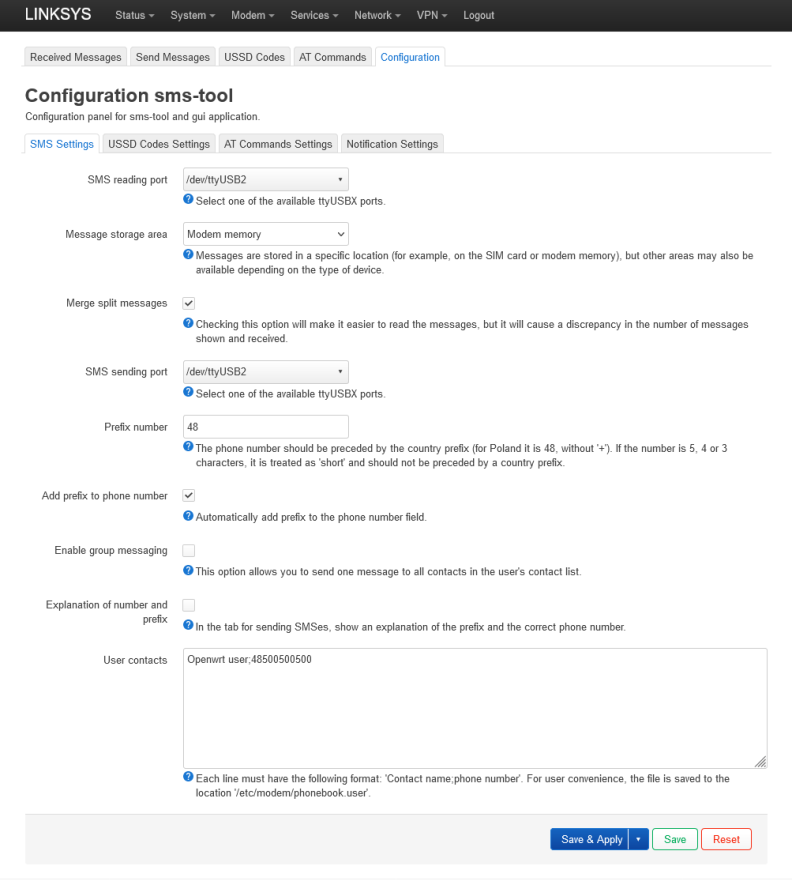 LINKSYS Status System Modem Services Network VPN Logout
Received Messages Send Messages USSD Codes AT Commands Configuration
Configuration sms-tool
Configuration panel for sms-tool and gui application.
SMS Settings USSD Codes Settings AT Commands Settings Notification Settings
SMS reading port /dev/ttyUSB2
Select one of the available ttyUSBX ports.
Message storage area Modem memory
Messages are stored in a specific location (for example, on the SIM card or modem memory), but other areas may also be
available depending on the type of device.
Merge split messages
Checking this option will make it easier to read the messages, but it will cause a discrepancy in the number of messages
shown and received.
SMS sending port /dev/ttyUSB2
Select one of the available ttyUSBX ports.
Prefix number 48
The phone number should be preceded by the country prefix (for Poland it is 48, without '+'). If the number is 5, 4 or 3
characters, it is treated as 'short' and should not be preceded by a country prefix.
Add prefix to phone number
Automatically add prefix to the phone number field.
Enable group messaging
This option allows you to send one message to all contacts in the user's contact list.
Explanation of number and
prefix
In the tab for sending SMSes, show an explanation of the prefix and the correct phone number.
User contacts Openwrt user;48500500500
Each line must have the following format: 'Contact name;phone number'. For user convenience, the file is saved to the
location '/etc/modem/phonebook.user'.
Save & Apply Save Reset